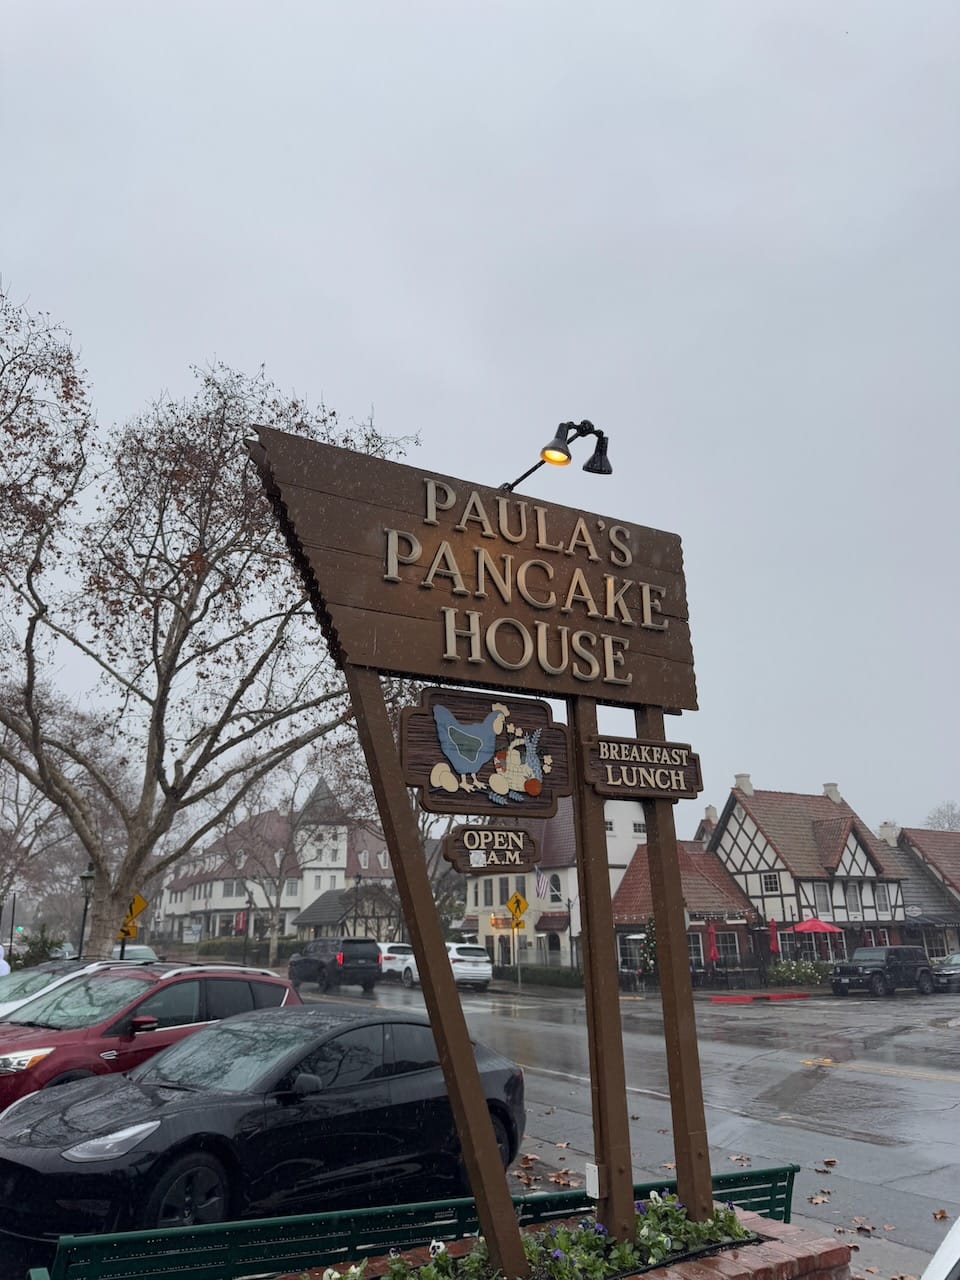 PAULA'S
PANCAKE
HOUSE
BREAKFAST
LUNCH
OPEN
A.M.